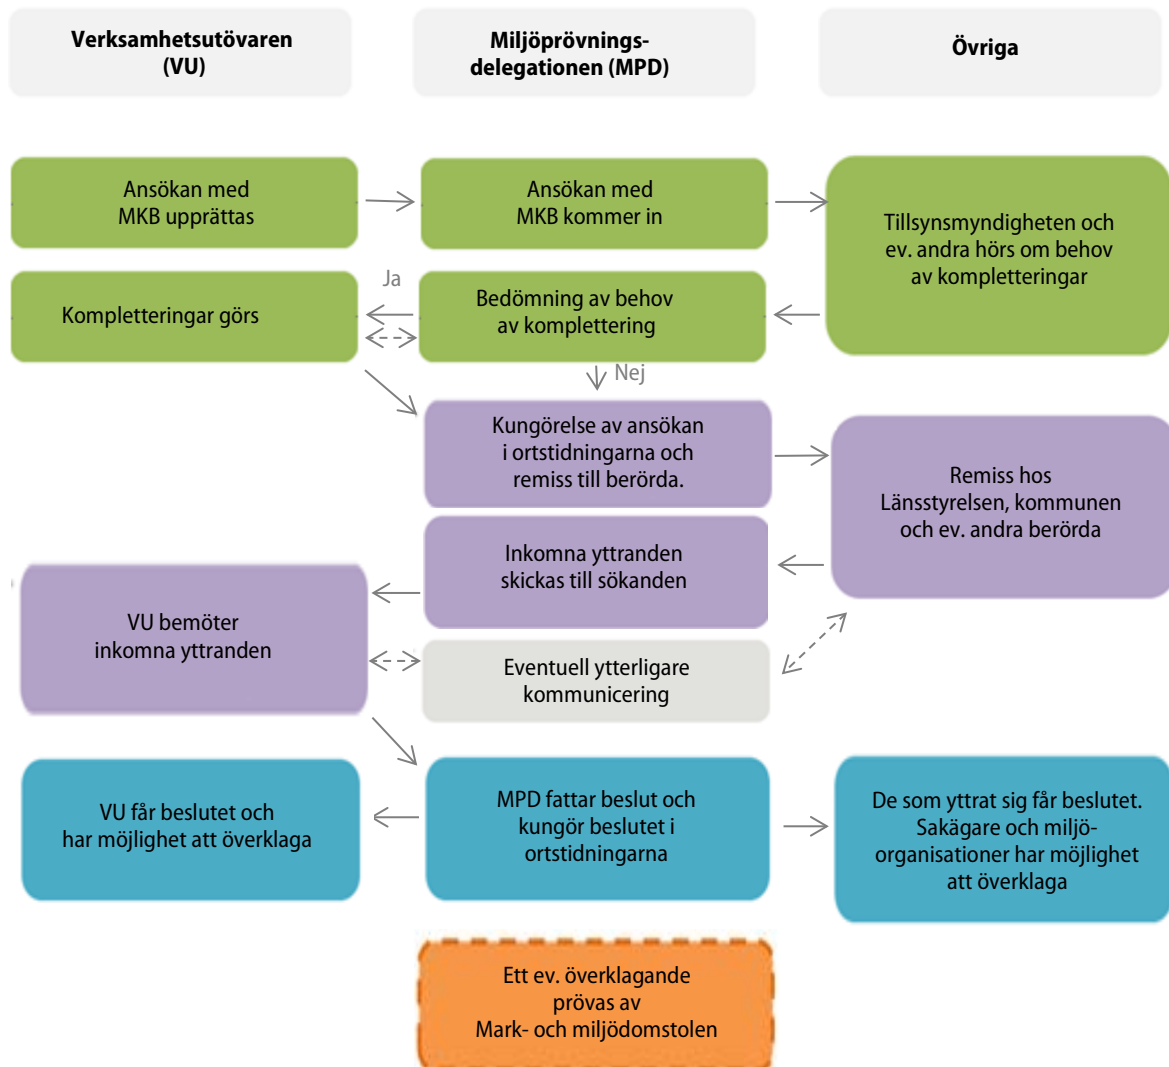 Verksamhetsutövaren
(VU)
Miljöprövnings-
delegationen (MPD)
Övriga
Ansökan med
MKB upprättas
Ansökan med
MKB kommer in
Tillsynsmyndigheten och
ev. andra hörs om behov
av kompletteringar
Kompletteringar görs
Ja
Bedömning av behov
av komplettering
Nej
Kungörelse av ansökan
i ortstidningarna och
remiss till berörda.
Remiss hos
Länsstyrelsen, kommunen
och ev. andra berörda
Inkomna yttranden
skickas till sökanden
VU bemöter
inkomna yttranden
Eventuell ytterligare
kommunicering
VU får beslutet och
har möjlighet att överklaga
MPD fattar beslut och
kungör beslutet i
ortstidningarna
De som yttrat sig får beslutet.
Sakägare och miljö-
organisationer har möjlighet
att överklaga
Ett ev. överklagande
prövas av
Mark- och miljödomstolen